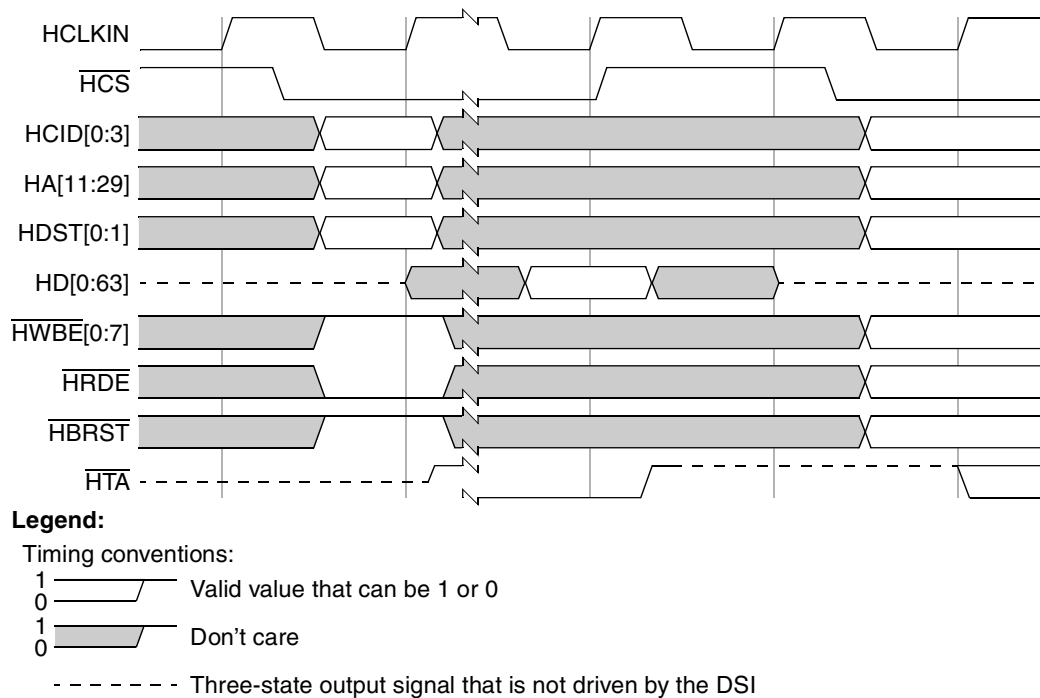 HCLKIN
HCS
HCID[0:3]
HA[11:29]
HDST[0:1]
HD[0:63]
HWBE[0:7]
HRDE
HBRST
HTA
Legend:
Timing conventions:
1
0
Valid value that can be 1 or 0
1
0
Don't care
Three-state output signal that is not driven by the DSI